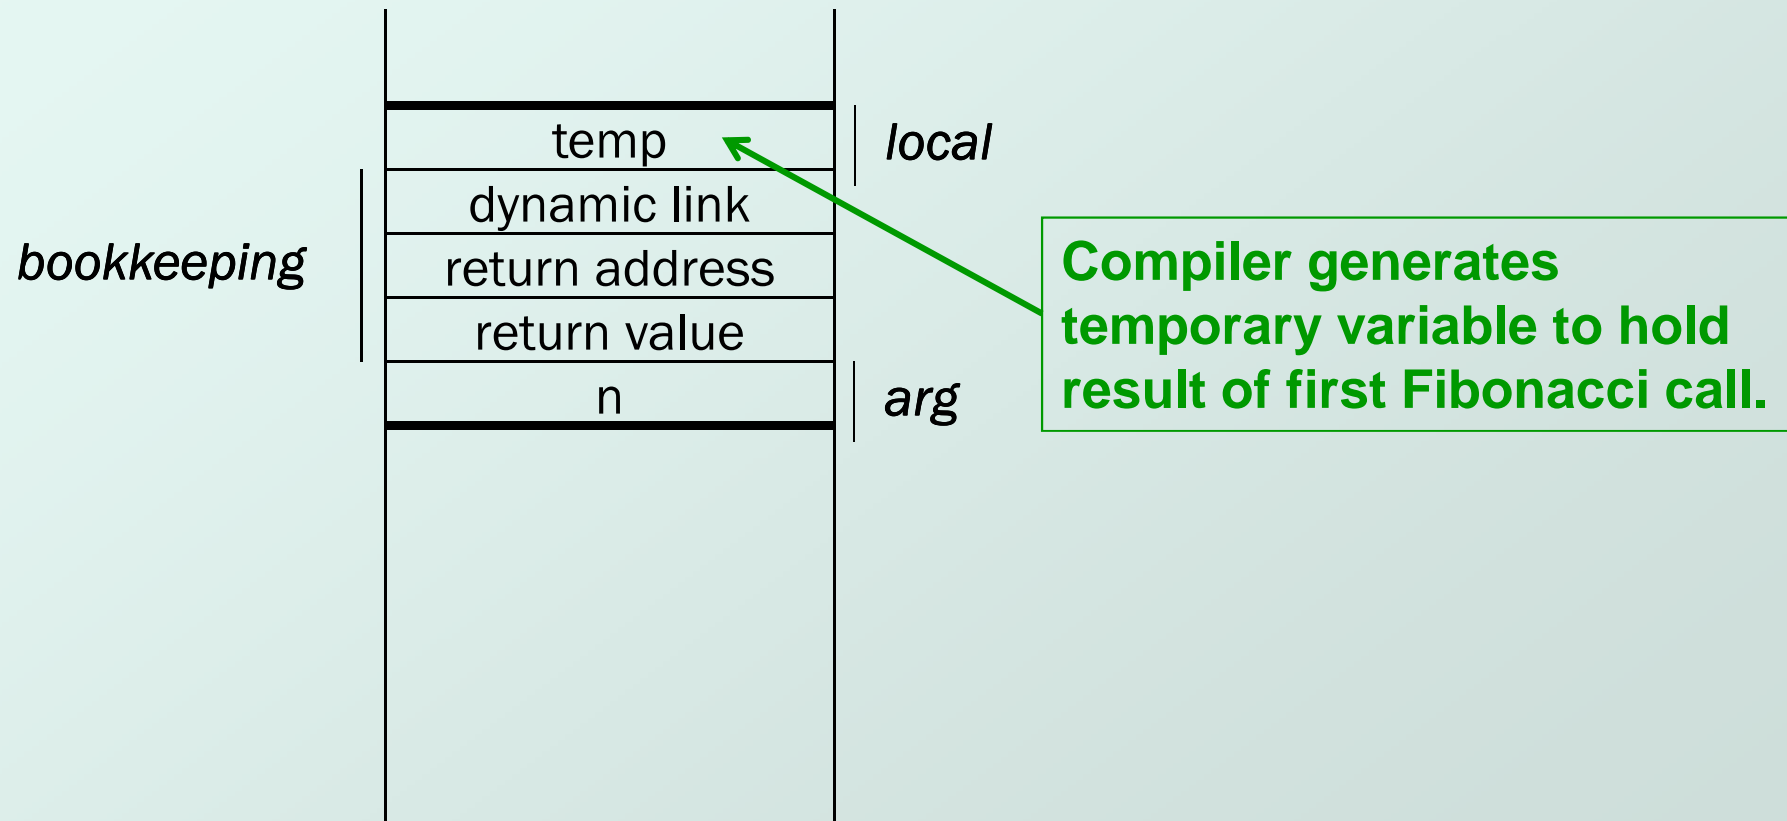 temp
local
dynamic link
bookkeeping
return address
return value
n
arg
Compiler generates
temporary variable to hold
result of first Fibonacci call.